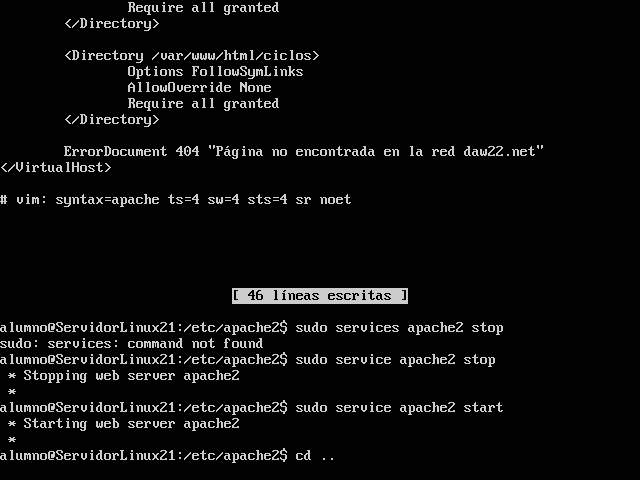 Require all granted
</Directory>
<Directory /var/www/html/ciclos>
Options FollowSymLinks
AllowOverride None
Require all granted
</Directory>
ErrorDocument 404 "Página no encontrada en la red daw22.net"
</VirtualHost>
# vim: syntax=apache ts=4 sw=4 sts=4 sr noet
[ 46 líneas escritas ]
alumno@ServidorLinux21:/etc/apache2$ sudo services apache2 stop
sudo: services: command not found
alumno@ServidorLinux21:/etc/apache2$ sudo service apache2 stop
* Stopping web server apache2
*
alumno@ServidorLinux21:/etc/apache2$ sudo service apache2 start
* Starting web server apache2
*
alumno@ServidorLinux21:/etc/apache2$ cd ..